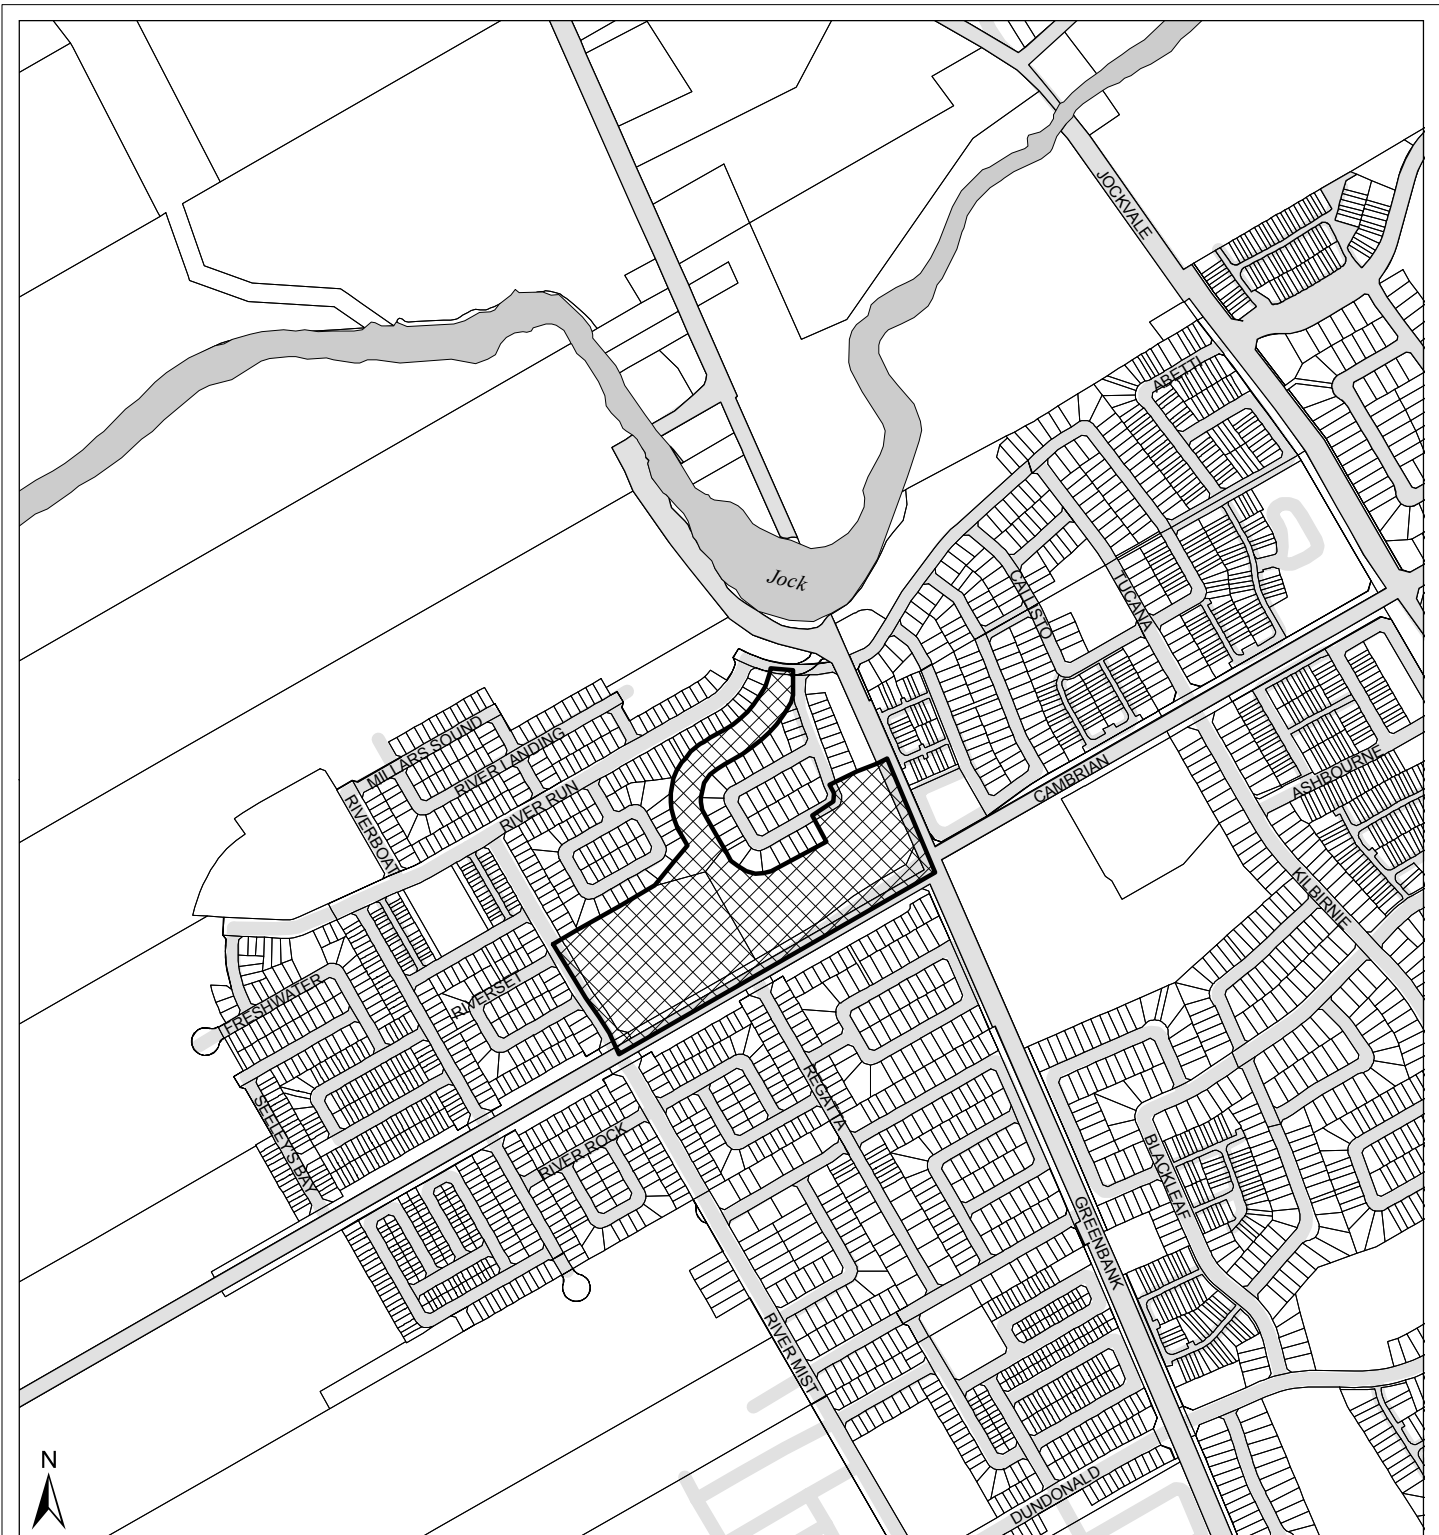 JOCKVALE
ABETTI
Jock
CALLISTO
TUCANA
MILLARS SOUND
RIVER LANDING
RIVER RUN
RIVERBOAT
CAMBRIAN
ASHBOURNE
KILBIRNIE
FRESHWATER
RIVERSET
SEELEY'S BAY
REGATTA
RIVER ROCK
BLACKLEAF
GREENBANK
RIVER MIST
N
DUNDONALD